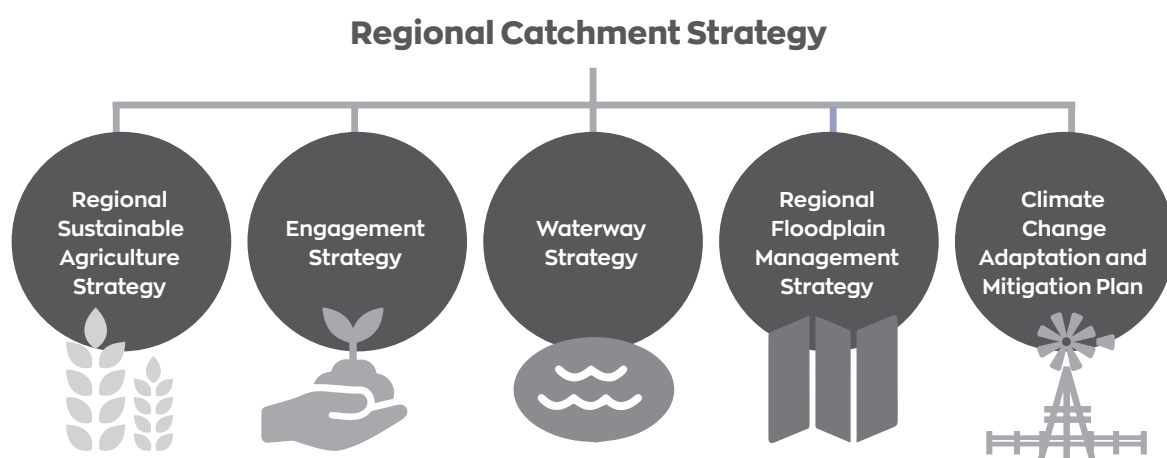 Regional Catchment Strategy
Regional
Sustainable
Agriculture
Strategy
Engagement
Strategy
Waterway
Strategy
Regional
Floodplain
Management
Strategy
Climate
Change
Adaptation and
Mitigation Plan